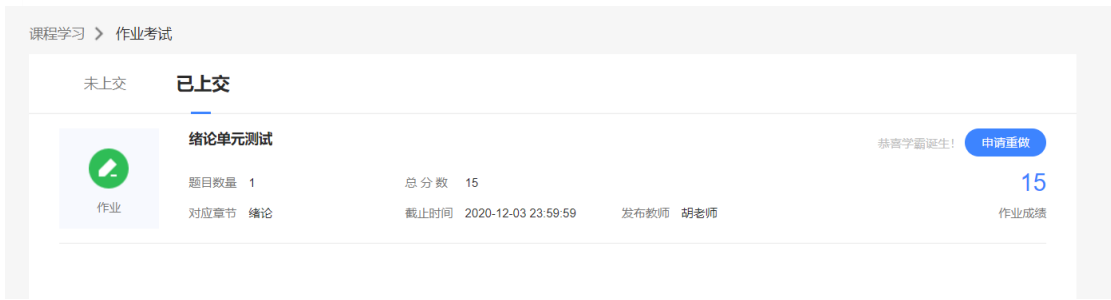 课程学习 > 作业考试
未上交 已上交
绪论单元测试
恭喜学霸诞生! 申请重做
题目数量 1 总分数 15
15
作业
对应章节 绪论 截止时间 2020-12-03 23:59:59 发布教师 胡老师
作业成绩